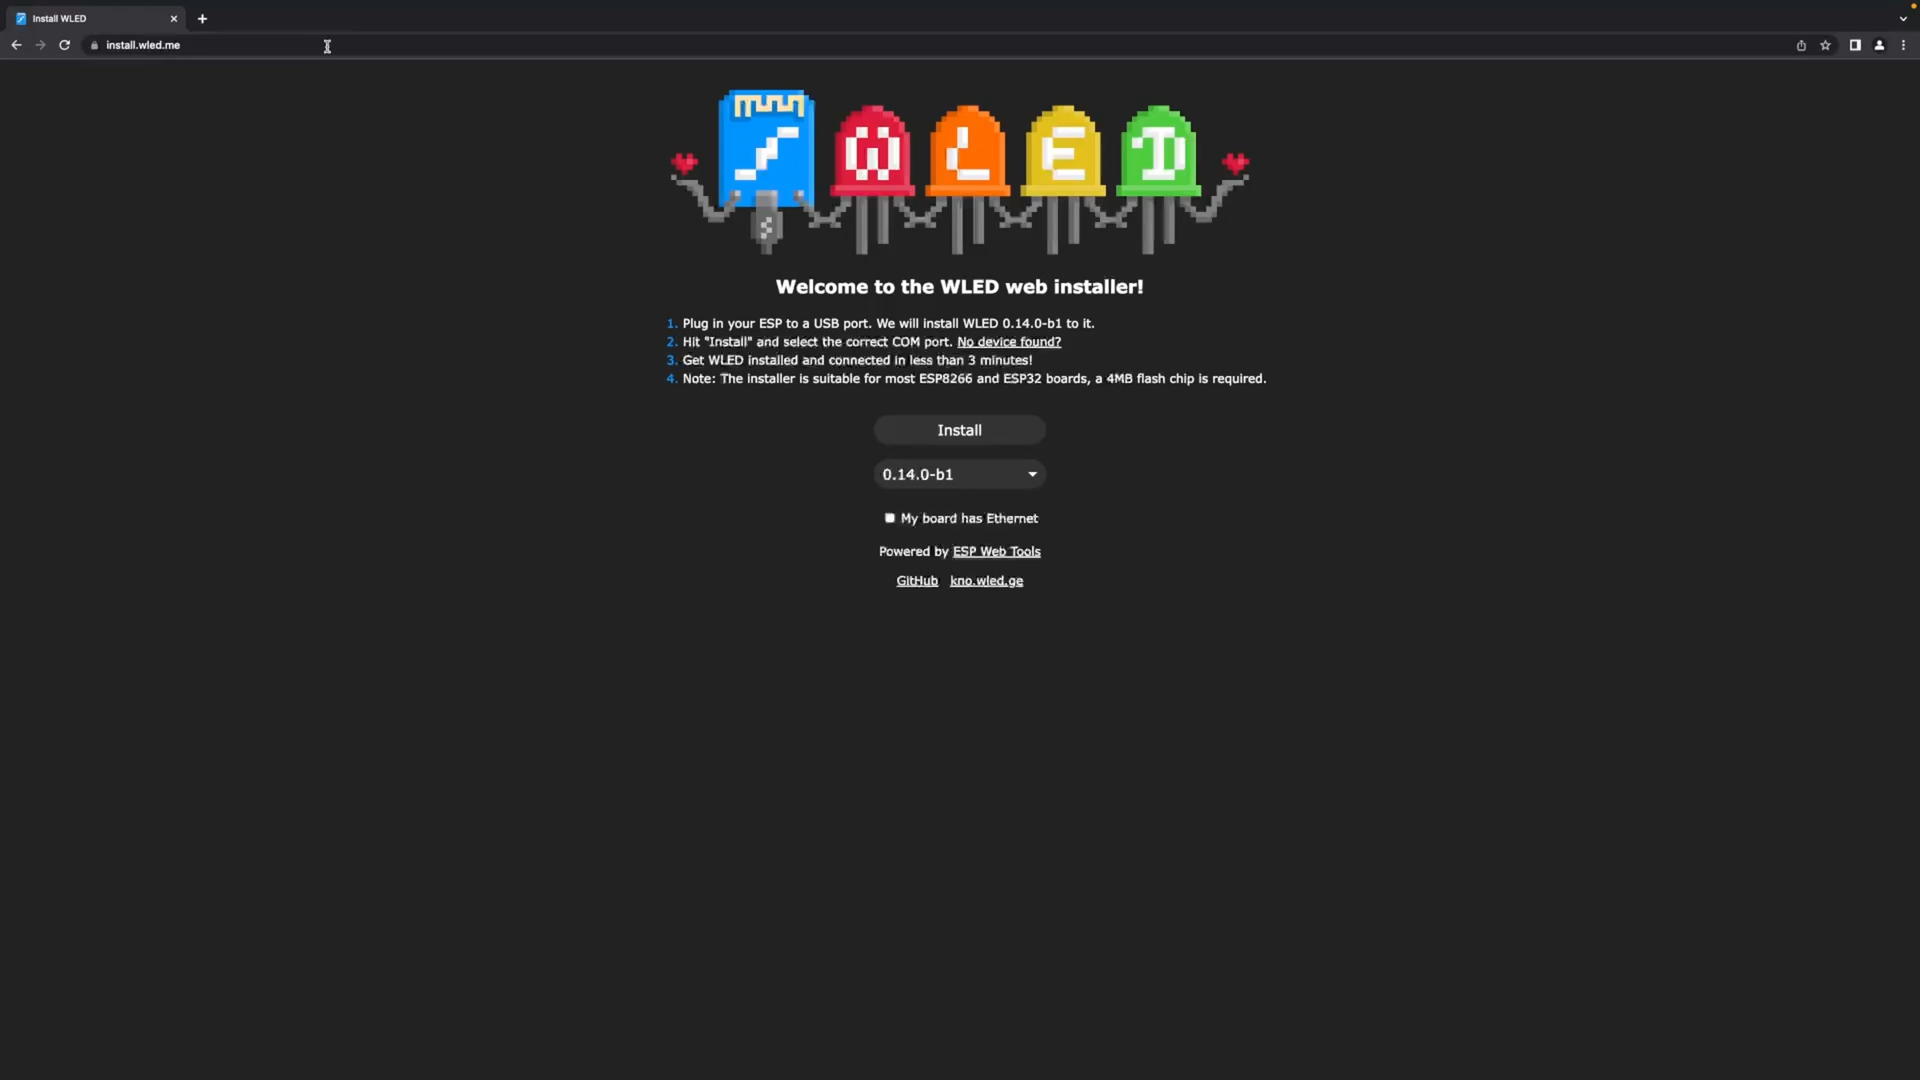 Install WLED
install.wled.me
WLED
Welcome to the WLED web installer!
1. Plug in your ESP to a USB port. We will install WLED 0.14.0-b1 to it.
2. Hit "Install" and select the correct COM port. No device found?
3. Get WLED installed and connected in less than 3 minutes!
4. Note: The installer is suitable for most ESP8266 and ESP32 boards, a 4MB flash chip is required.
Install
0.14.0-b1
My board has Ethernet
Powered by ESP Web Tools
GitHub kno.wled.ge